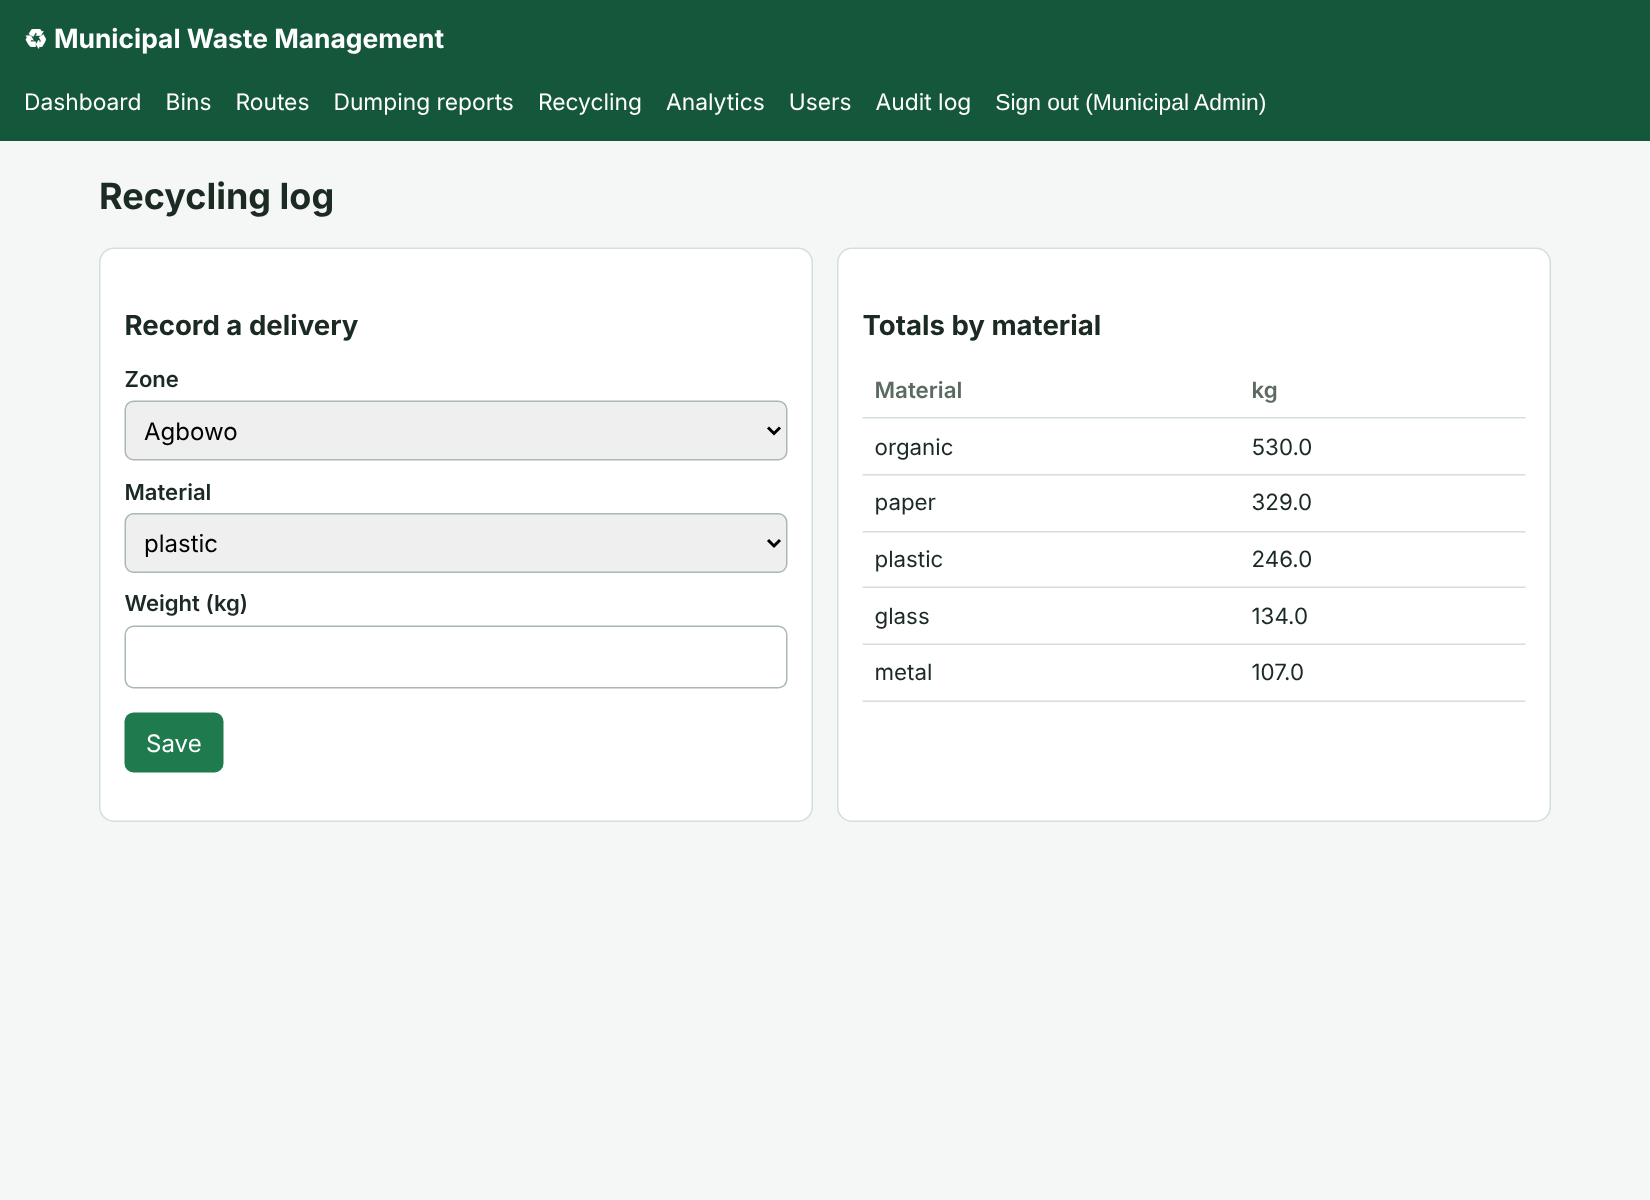 ♻ Municipal Waste Management
Dashboard Bins Routes Dumping reports Recycling Analytics Users Audit log Sign out (Municipal Admin)
Recycling log
Record a delivery
Zone
Agbowo
Material
plastic
Weight (kg)
Save
Totals by material
Material kg
organic 530.0
paper 329.0
plastic 246.0
glass 134.0
metal 107.0